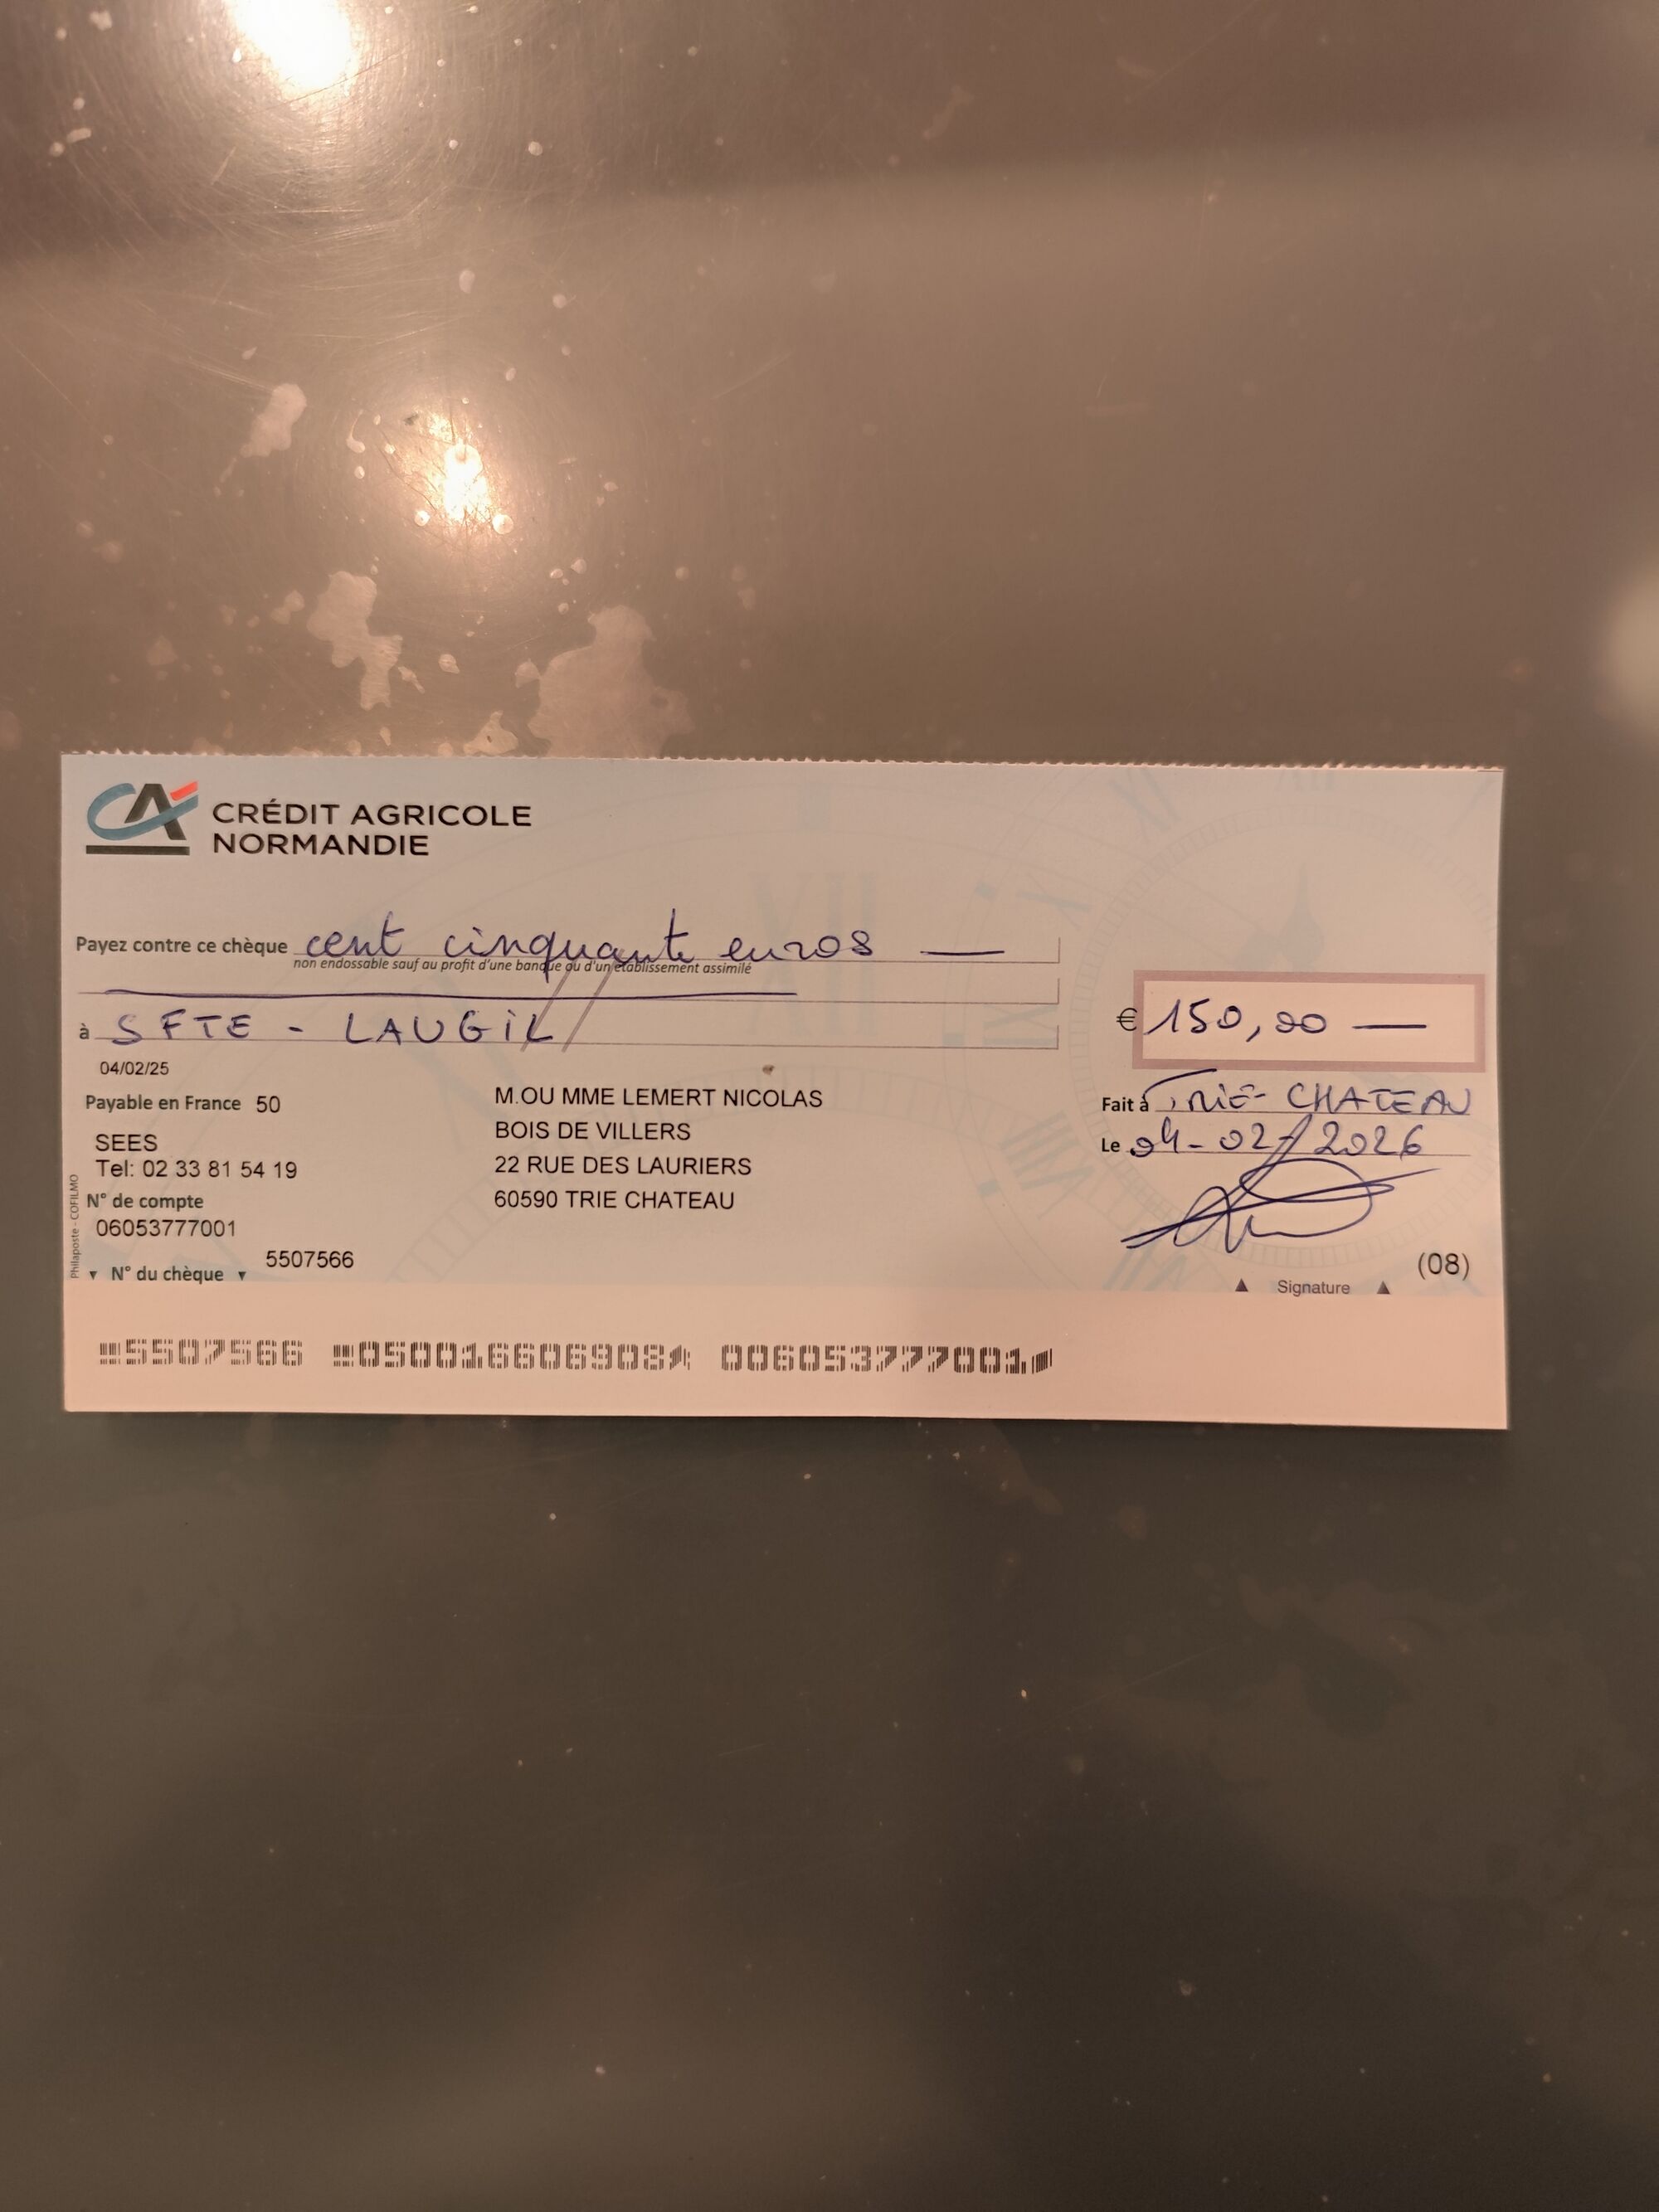 CA CRÉDIT AGRICOLE
NORMANDIE
Payez contre ce chèque cent cinquante euros —
non endossable sauf au profit d'une banque ou d'un établissement assimilé
€ 150,00 —
à SFTE - LAUGIL
04/02/25
Payable en France 50
SEES
Tel: 02 33 81 54 19
N° de compte
06053777001
5507566
▼ N° du chèque ▼
Philaposte - COFILMO
M.OU MME LEMERT NICOLAS
BOIS DE VILLERS
22 RUE DES LAURIERS
60590 TRIE CHATEAU
Fait à TRIE- CHATEAU
Le 04-02-2026
(08)
▲ Signature ▲
5507566 050016606908 006053777001